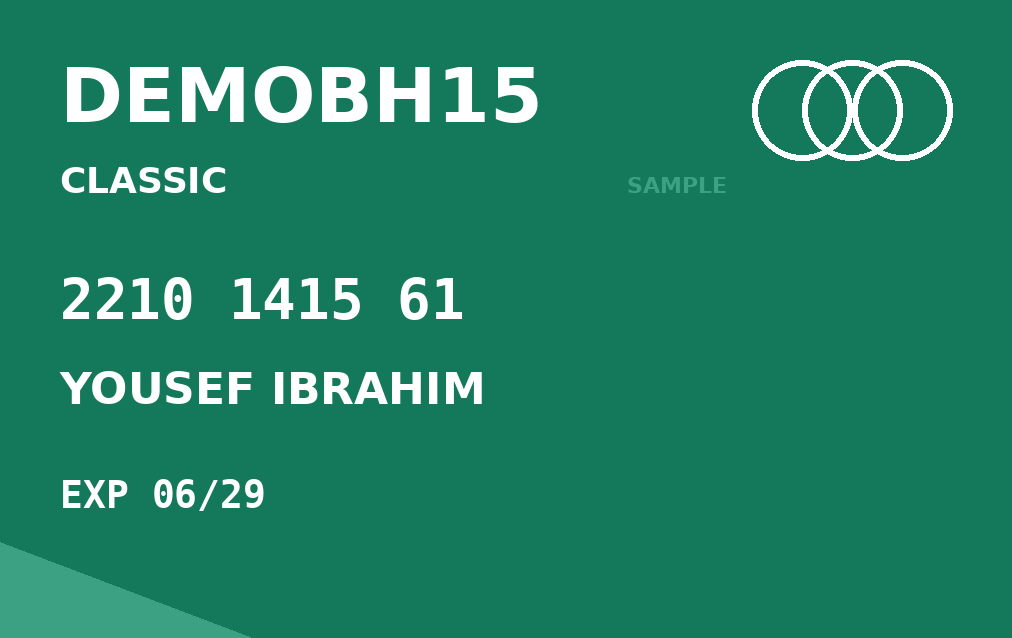 DEMOBH15
CLASSIC
SAMPLE
2210 1415 61
YOUSEF IBRAHIM
EXP 06/29